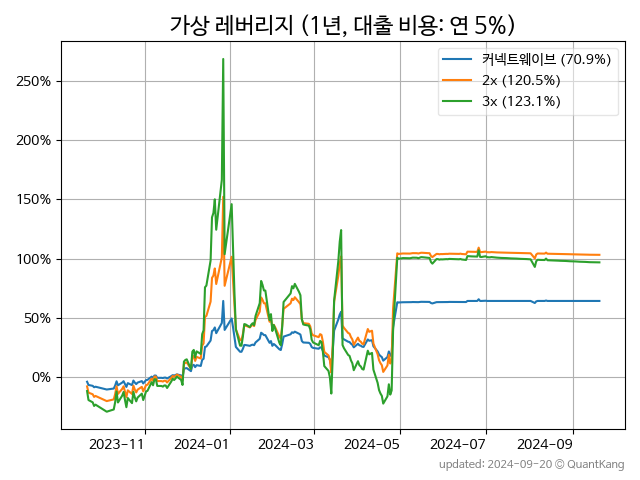 가상 레버리지 (1년, 대출 비용: 연 5%)
커넥트웨이브 (70.9%)
2x (120.5%)
3x (123.1%)
250%
200%
150%
100%
50%
0%
2023-11
2024-01
2024-03
2024-05
2024-07
2024-09
updated: 2024-09-20 © QuantKang